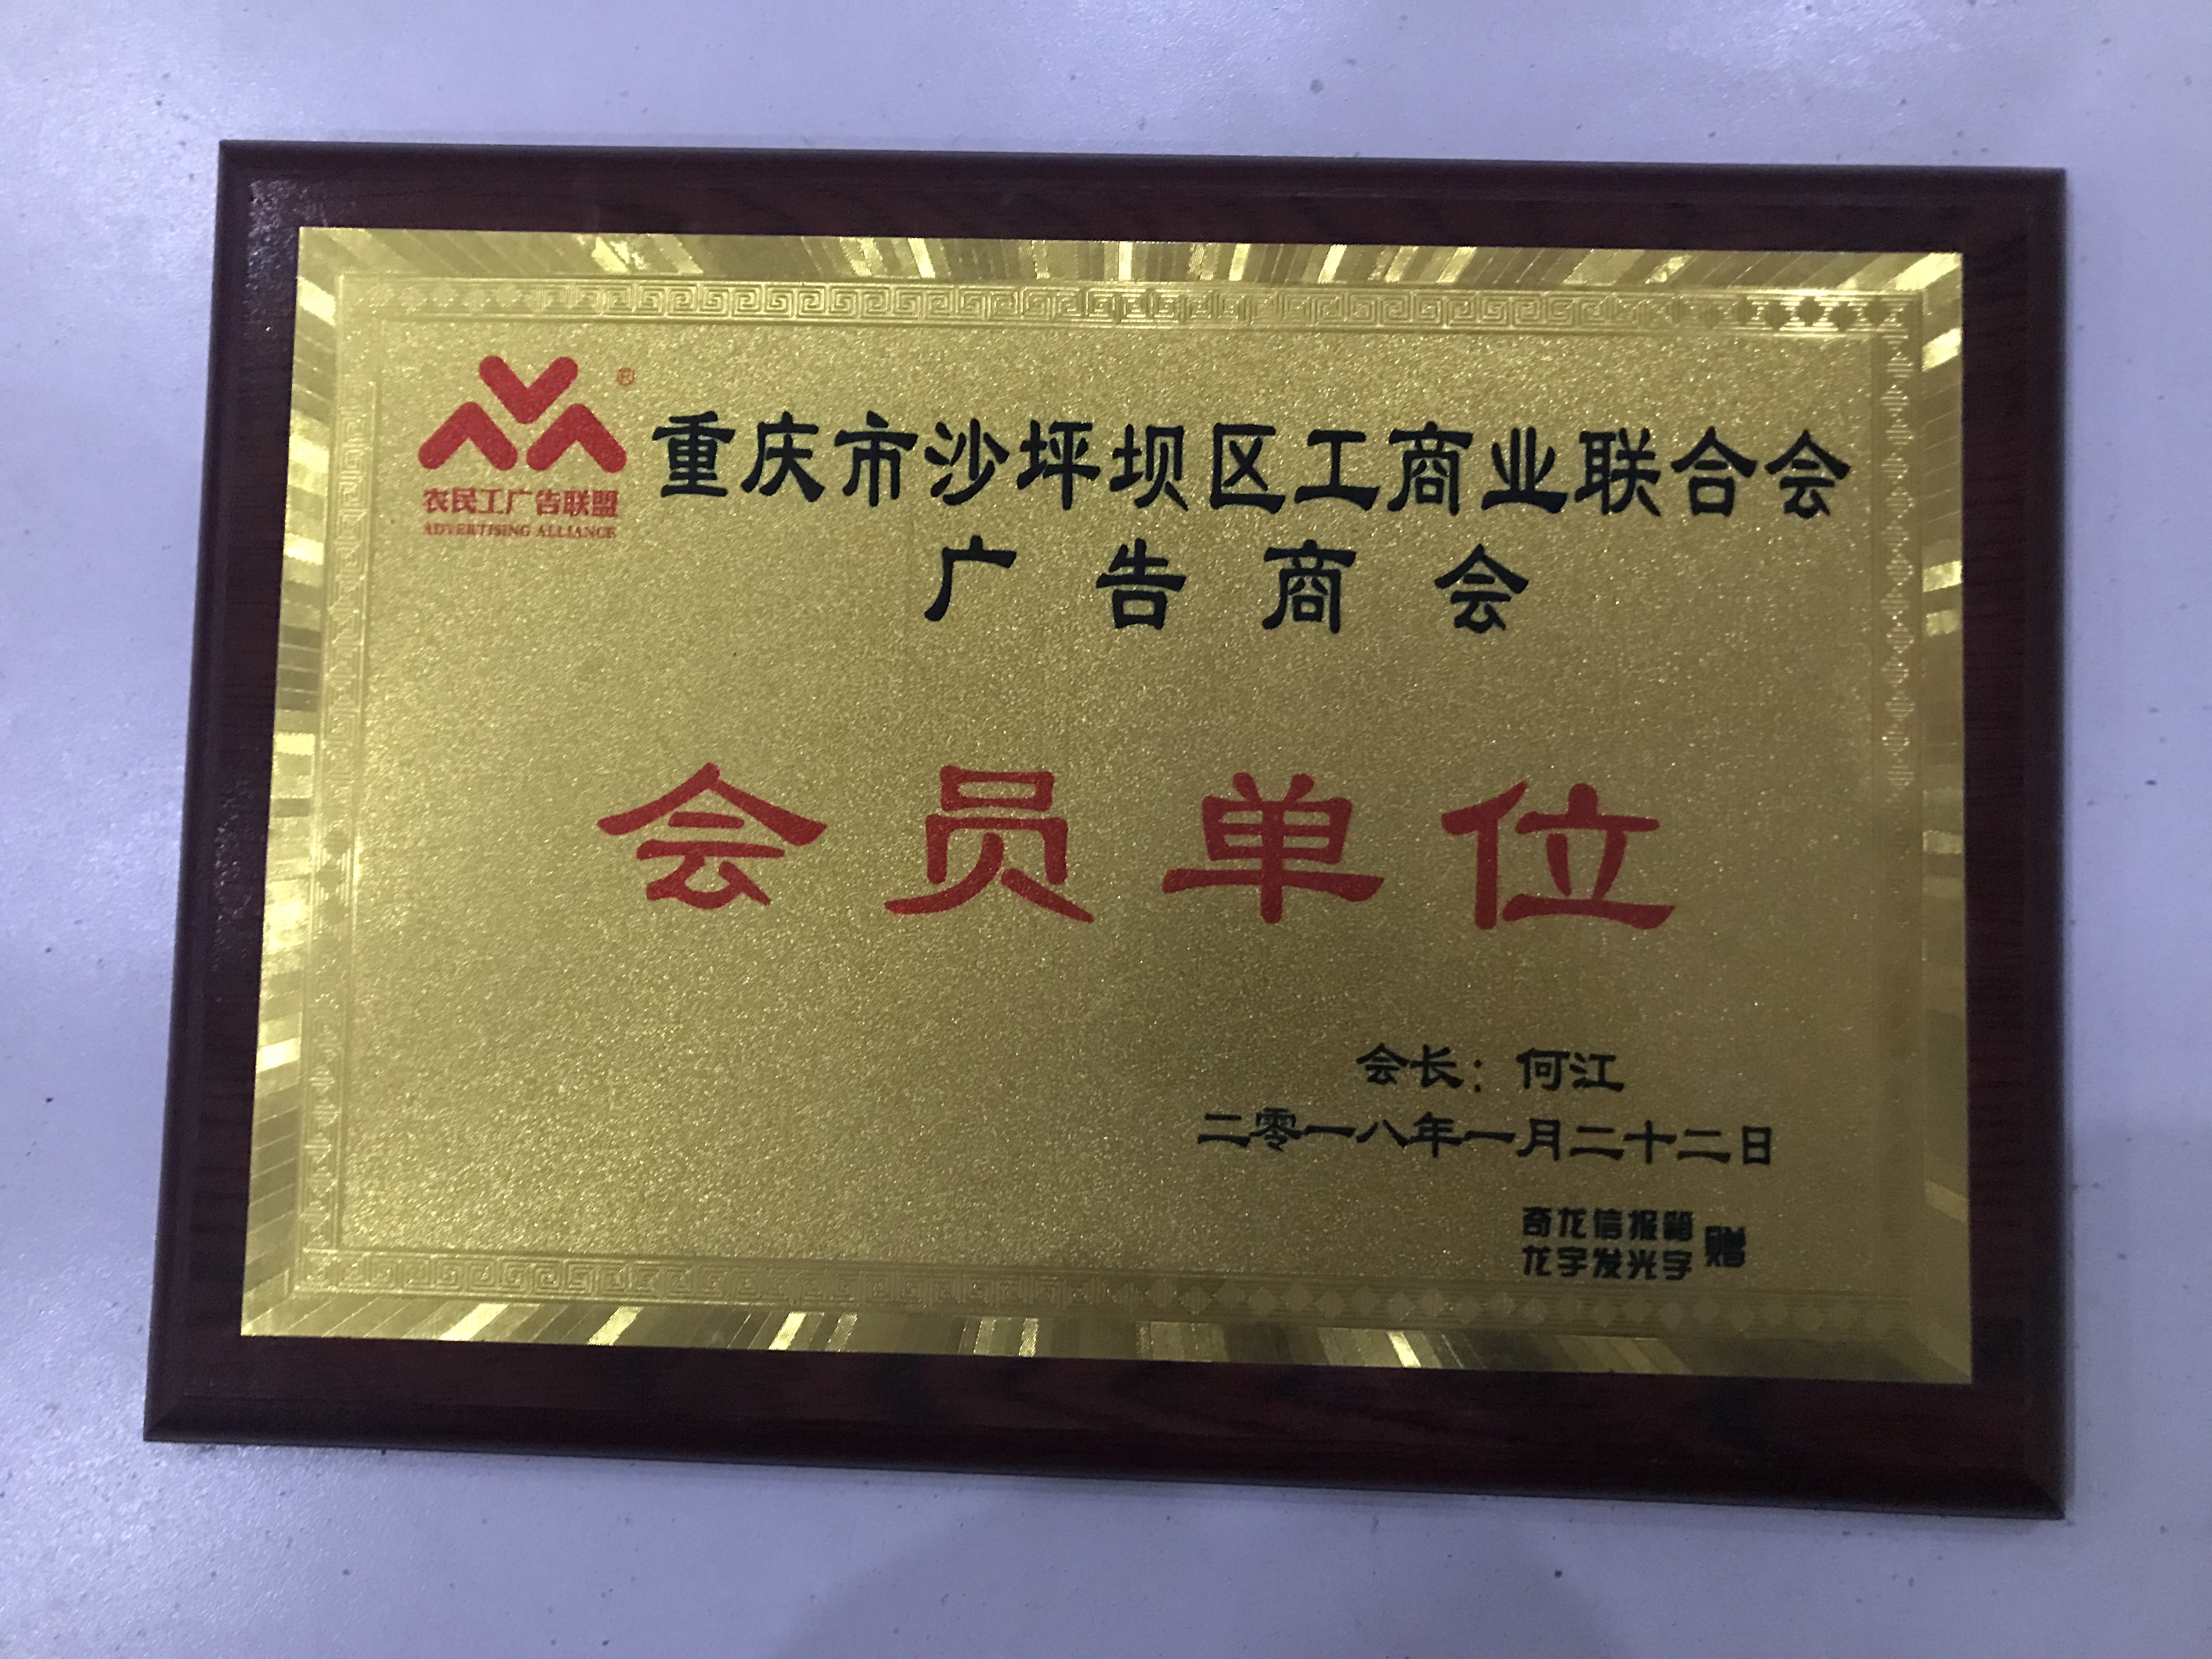 ®
农民工广告联盟
ADVERTISING ALLIANCE
重庆市沙坪坝区工商业联合会
广告商会
会员单位
会长：何江
二零一八年一月二十二日
奇龙信报箱
龙宇发光字
赠